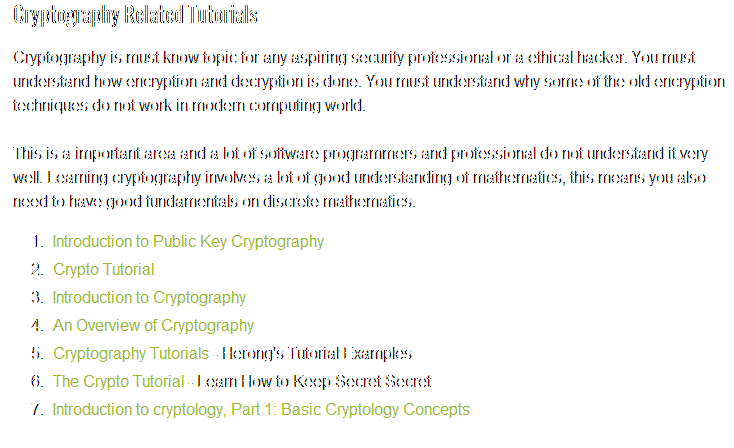 Cryptography Related Tutorials
Cryptography is must know topic for any aspiring security professional or a ethical hacker. You must
understand how encryption and decryption is done. You must understand why some of the old encryption
techniques do not work in modern computing world.
This is a important area and a lot of software programmers and professional do not understand it very
well. Learning cryptography involves a lot of good understanding of mathematics, this means you also
need to have good fundamentals on discrete mathematics.
1. Introduction to Public Key Cryptography
2. Crypto Tutorial
3. Introduction to Cryptography
4. An Overview of Cryptography
5. Cryptography Tutorials - Herong's Tutorial Examples
6. The Crypto Tutorial - Learn How to Keep Secret Secret
7. Introduction to cryptology, Part 1: Basic Cryptology Concepts